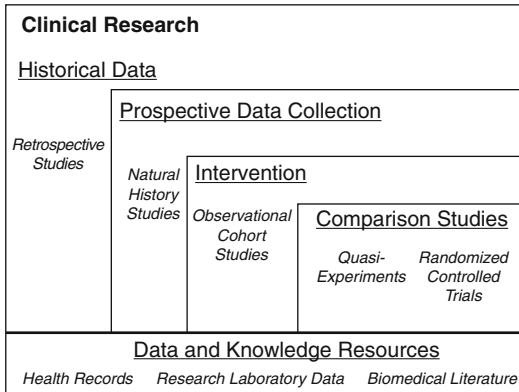 Clinical Research
Historical Data
Retrospective
Studies
Prospective Data Collection
Natural
History
Studies
Intervention
Observational
Cohort
Studies
Comparison Studies
Quasi-
Experiments
Randomized
Controlled
Trials
Data and Knowledge Resources
Health Records Research Laboratory Data Biomedical Literature